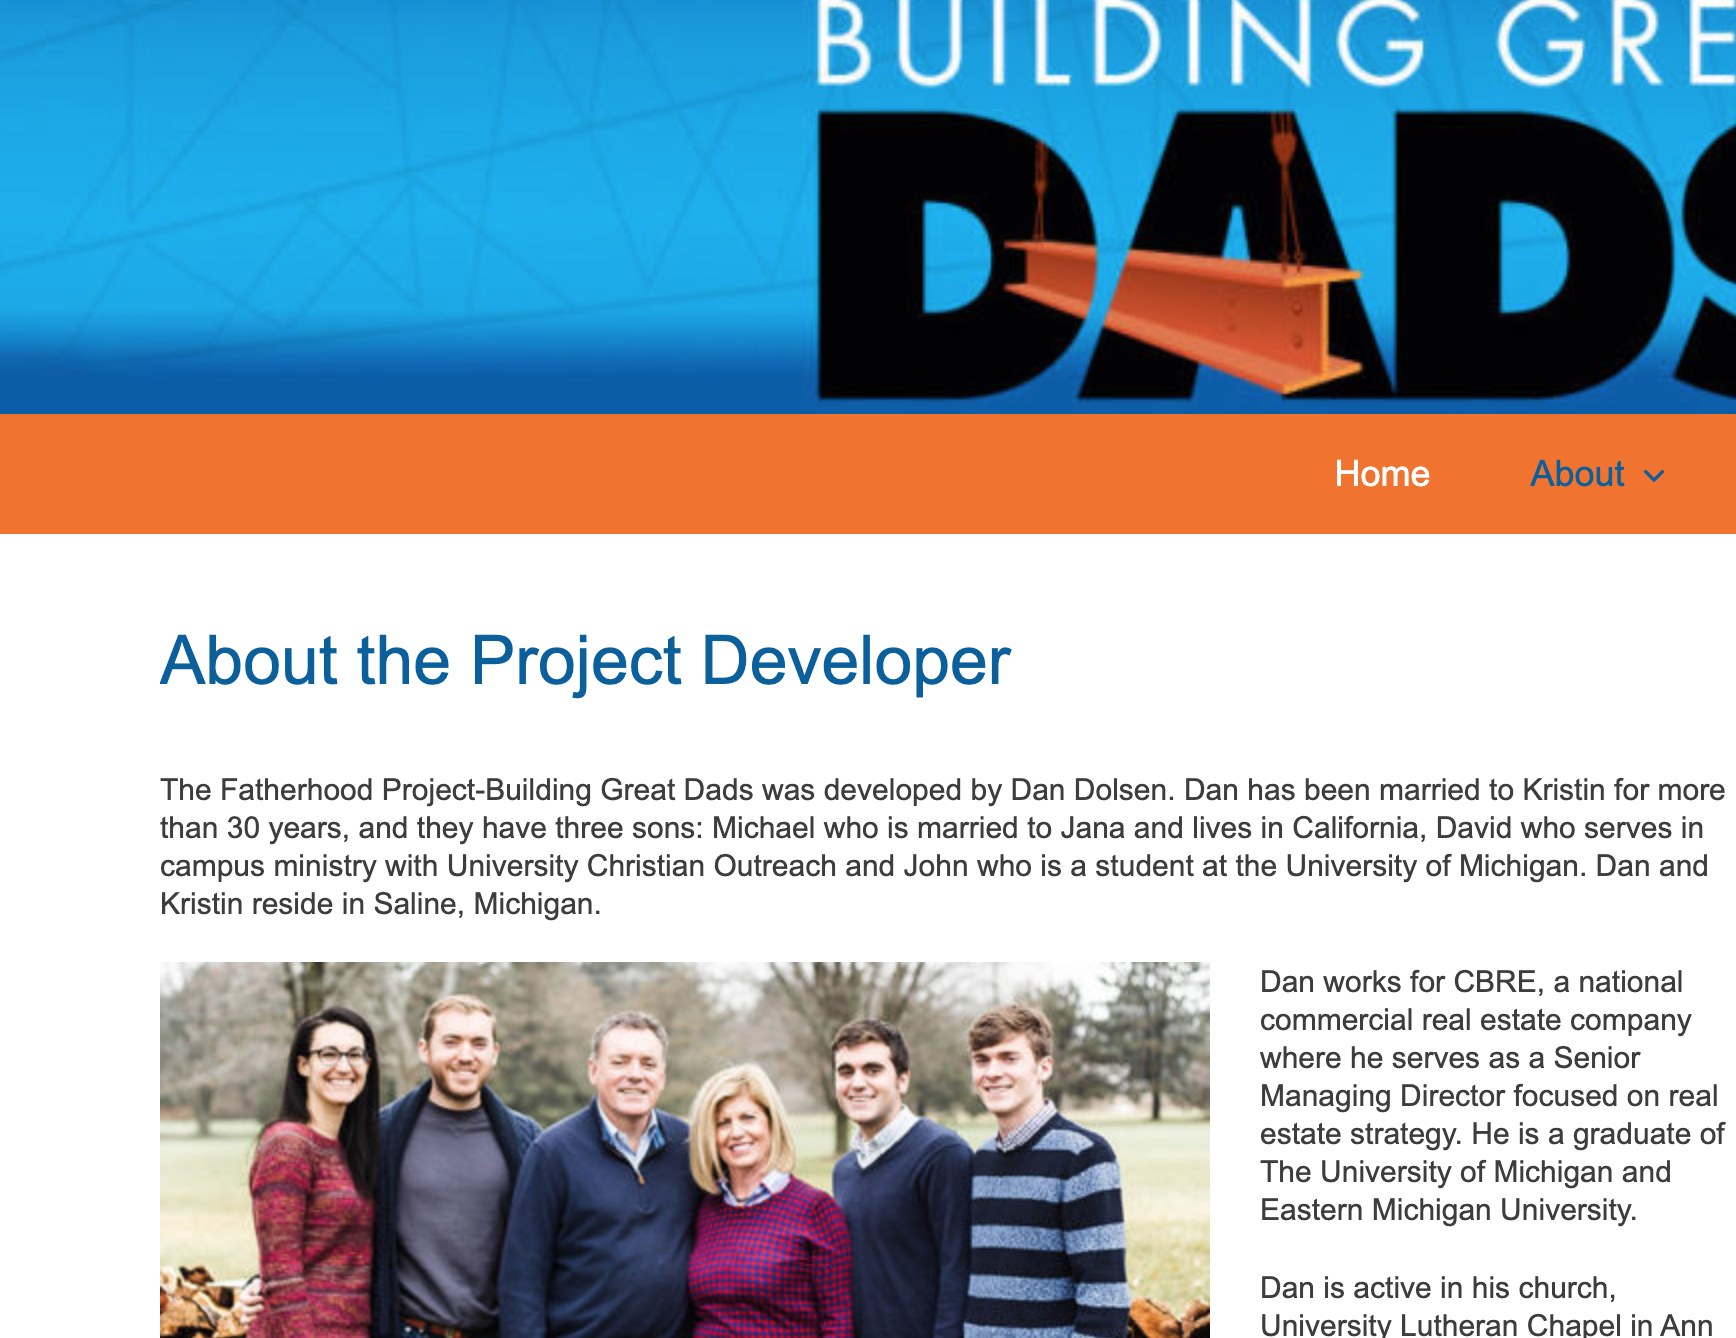 BUILDING GRE
DADS
Home
About
About the Project Developer
The Fatherhood Project-Building Great Dads was developed by Dan Dolsen. Dan has been married to Kristin for more
than 30 years, and they have three sons: Michael who is married to Jana and lives in California, David who serves in
campus ministry with University Christian Outreach and John who is a student at the University of Michigan. Dan and
Kristin reside in Saline, Michigan.
Dan works for CBRE, a national
commercial real estate company
where he serves as a Senior
Managing Director focused on real
estate strategy. He is a graduate of
The University of Michigan and
Eastern Michigan University.
Dan is active in his church,
University Lutheran Chapel in Ann